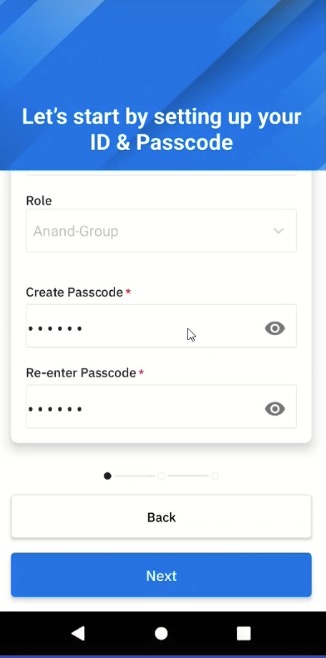 Let's start by setting up your
ID & Passcode
Role
Anand-Group
Create Passcode *
••••••
Re-enter Passcode *
••••••
Back
Next